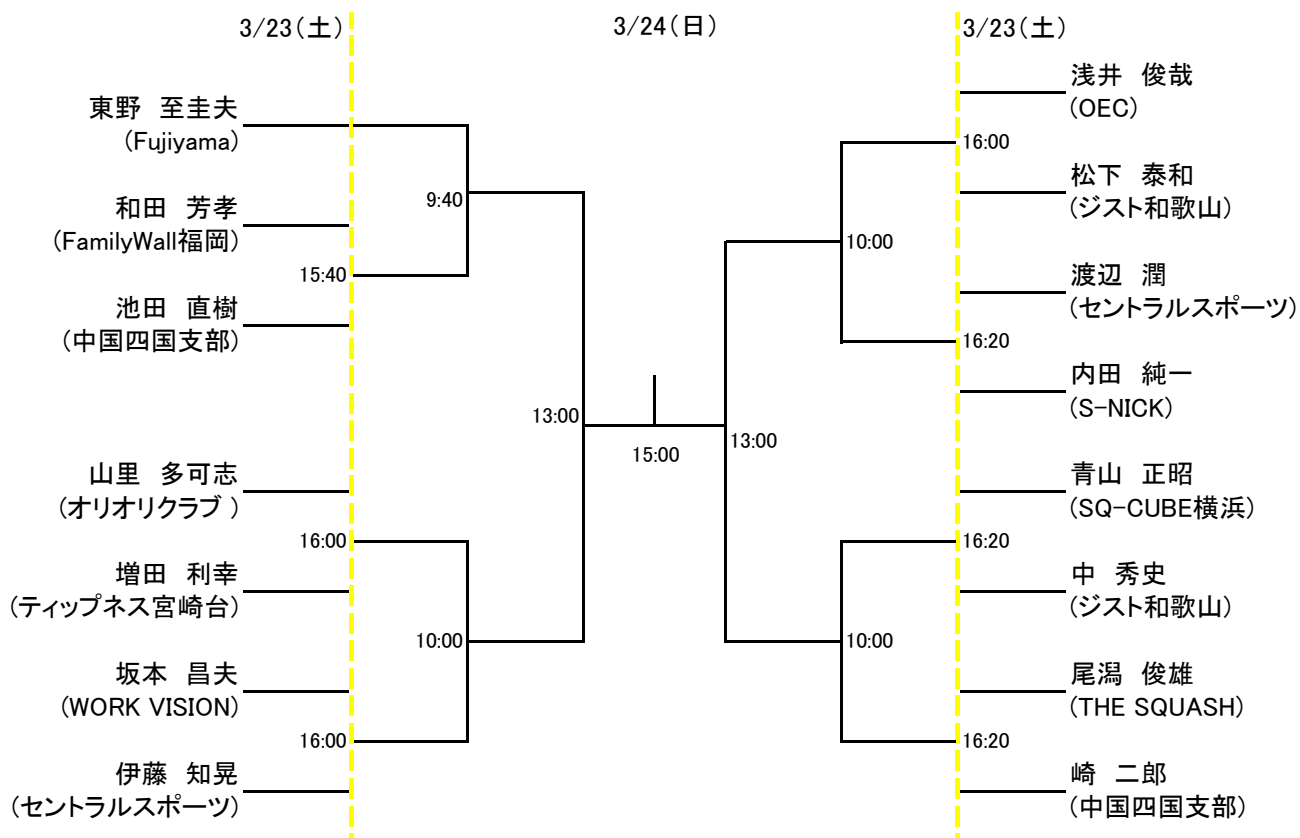 3/23(土)
3/24(日)
3/23(土)
東野　至圭夫
(Fujiyama)
和田　芳孝
(FamilyWall福岡)
池田　直樹
(中国四国支部)
山里　多可志
(オリオリクラブ )
増田　利幸
(ティップネス宮崎台)
坂本　昌夫
(WORK VISION)
伊藤　知晃
(セントラルスポーツ)
15:40
16:00
16:00
9:40
10:00
13:00
15:00
13:00
10:00
10:00
16:00
16:20
16:20
16:20
浅井　俊哉
(OEC)
松下　泰和
(ジスト和歌山)
渡辺　潤
(セントラルスポーツ)
内田　純一
(S-NICK)
青山　正昭
(SQ-CUBE横浜)
中　秀史
(ジスト和歌山)
尾潟　俊雄
(THE SQUASH)
崎　二郎
(中国四国支部)